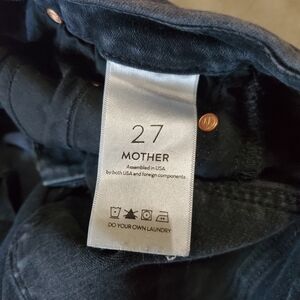 27
MOTHER
Assembled in USA
by both USA and foreign components
DO YOUR OWN LAUNDRY